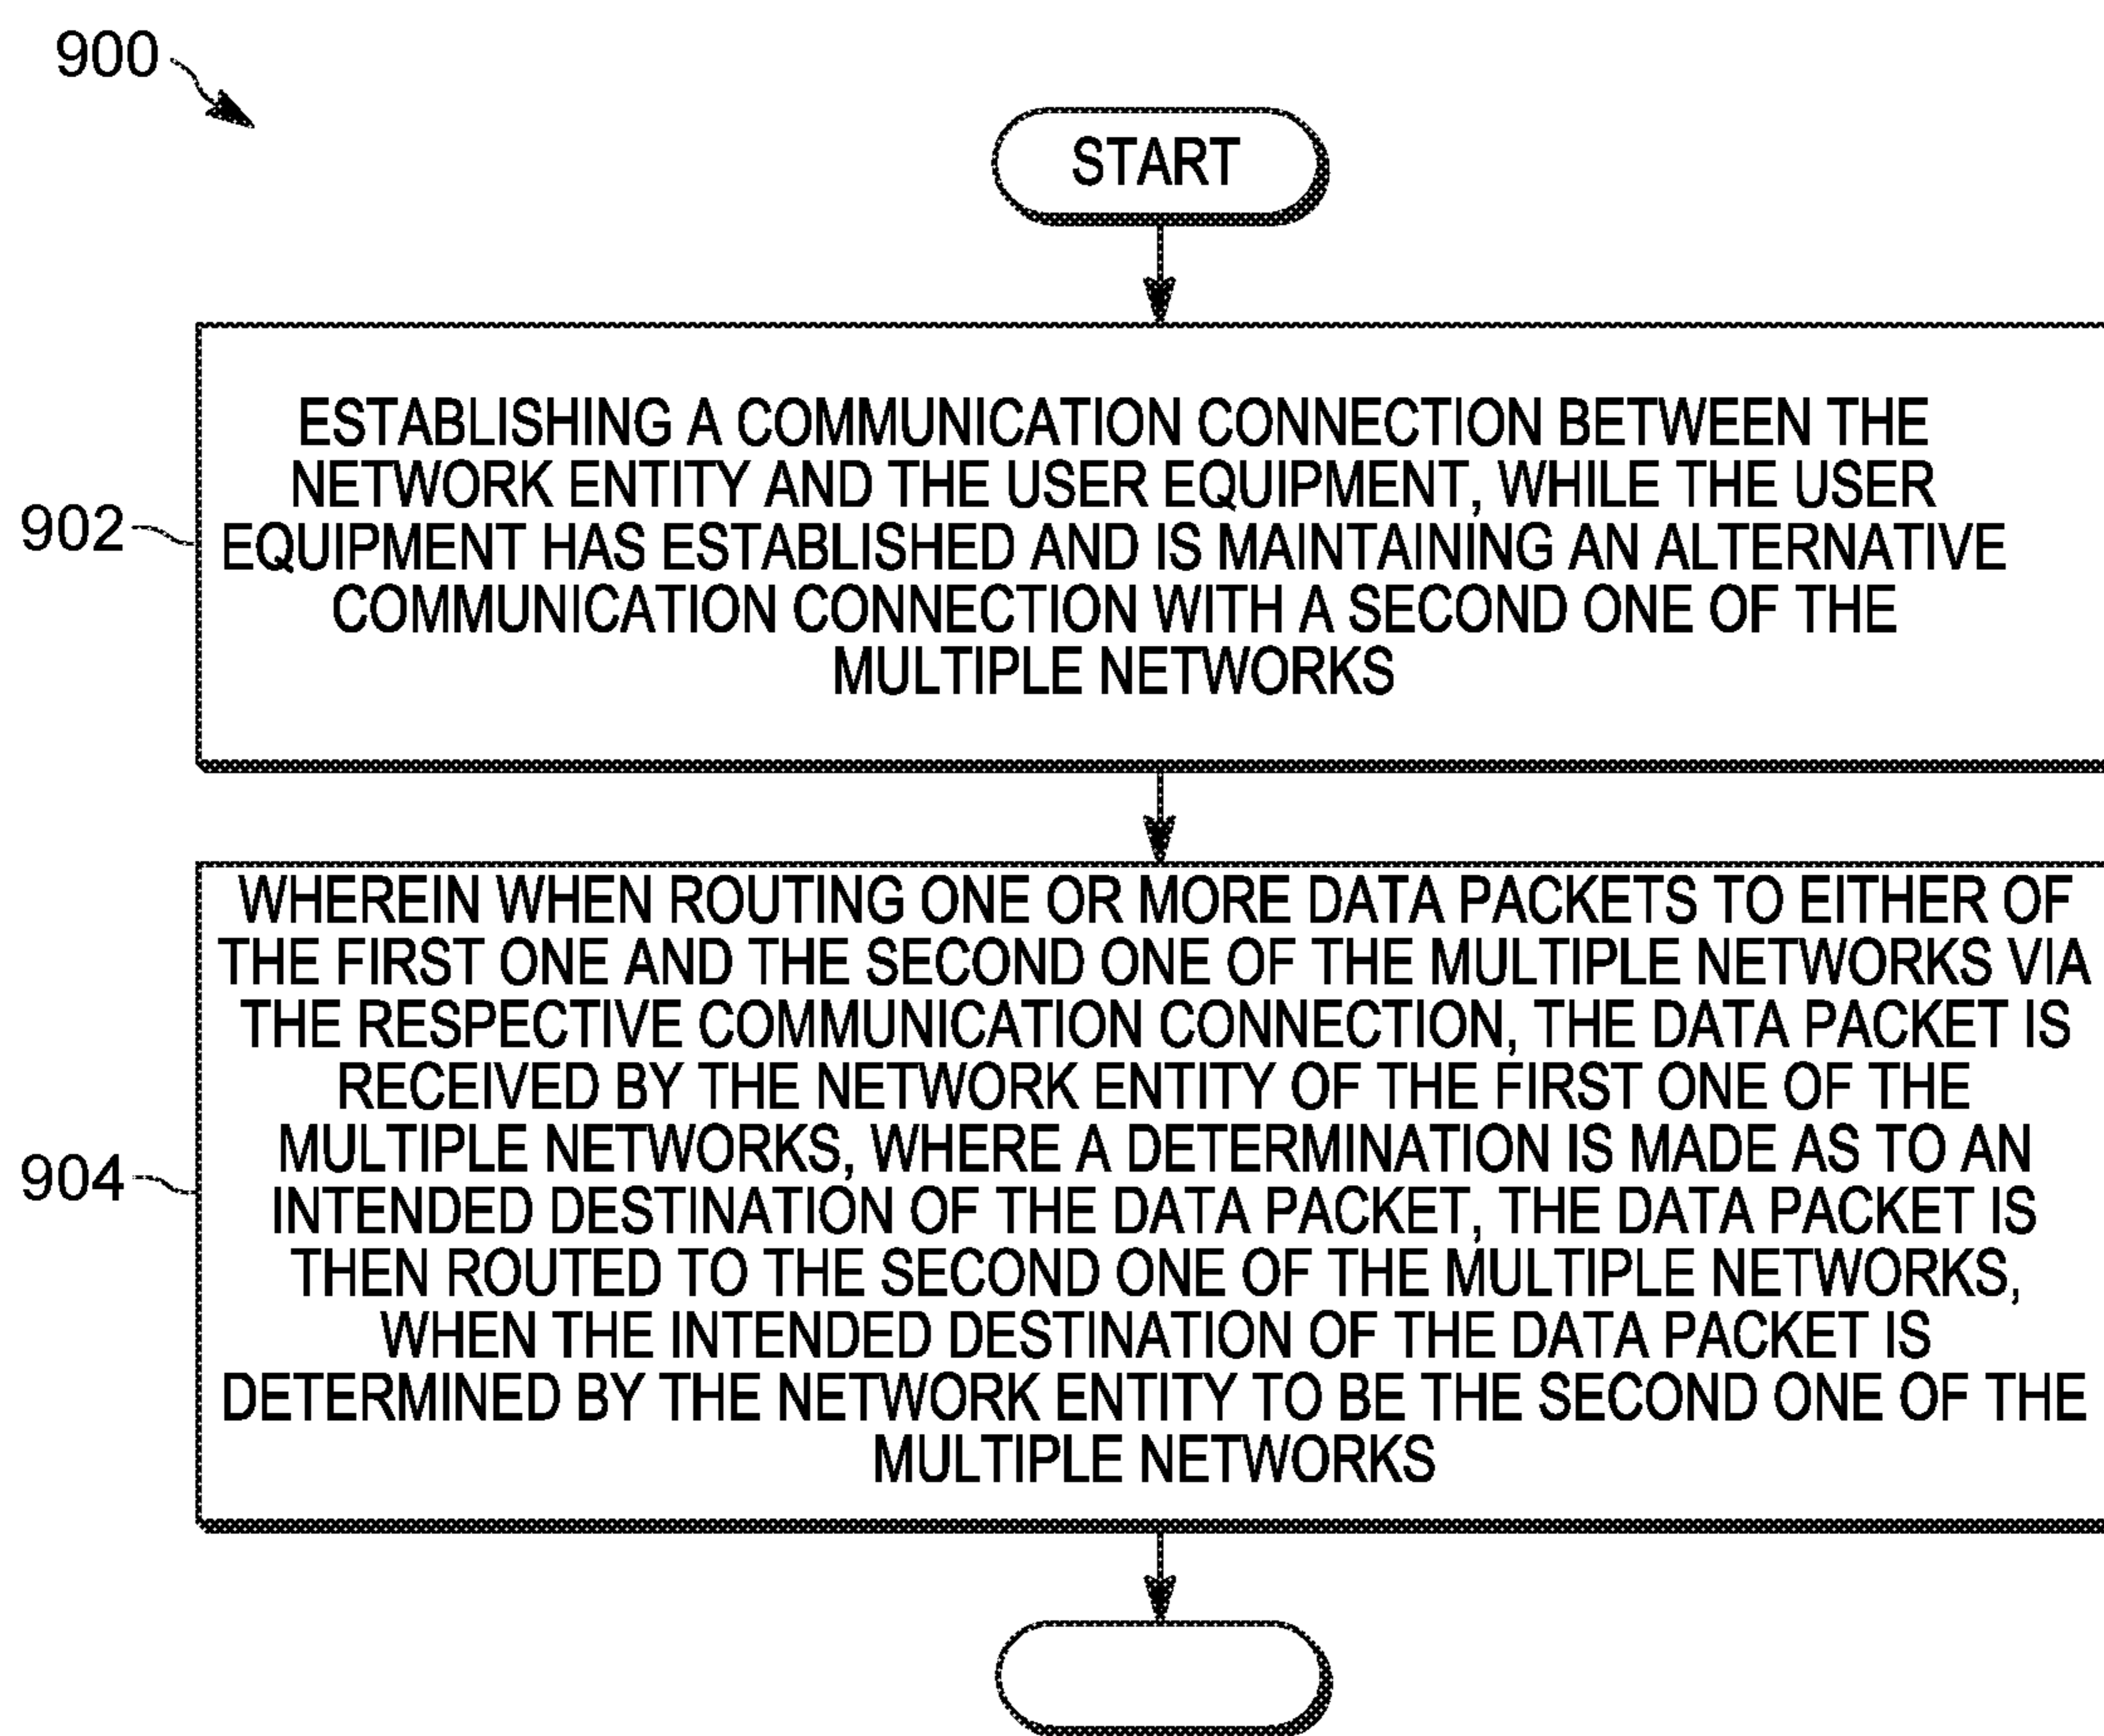 900
START
902
ESTABLISHING A COMMUNICATION CONNECTION BETWEEN THE
NETWORK ENTITY AND THE USER EQUIPMENT, WHILE THE USER
EQUIPMENT HAS ESTABLISHED AND IS MAINTAINING AN ALTERNATIVE
COMMUNICATION CONNECTION WITH A SECOND ONE OF THE
MULTIPLE NETWORKS
904
WHEREIN WHEN ROUTING ONE OR MORE DATA PACKETS TO EITHER OF
THE FIRST ONE AND THE SECOND ONE OF THE MULTIPLE NETWORKS VIA
THE RESPECTIVE COMMUNICATION CONNECTION, THE DATA PACKET IS
RECEIVED BY THE NETWORK ENTITY OF THE FIRST ONE OF THE
MULTIPLE NETWORKS, WHERE A DETERMINATION IS MADE AS TO AN
INTENDED DESTINATION OF THE DATA PACKET, THE DATA PACKET IS
THEN ROUTED TO THE SECOND ONE OF THE MULTIPLE NETWORKS,
WHEN THE INTENDED DESTINATION OF THE DATA PACKET IS
DETERMINED BY THE NETWORK ENTITY TO BE THE SECOND ONE OF THE
MULTIPLE NETWORKS